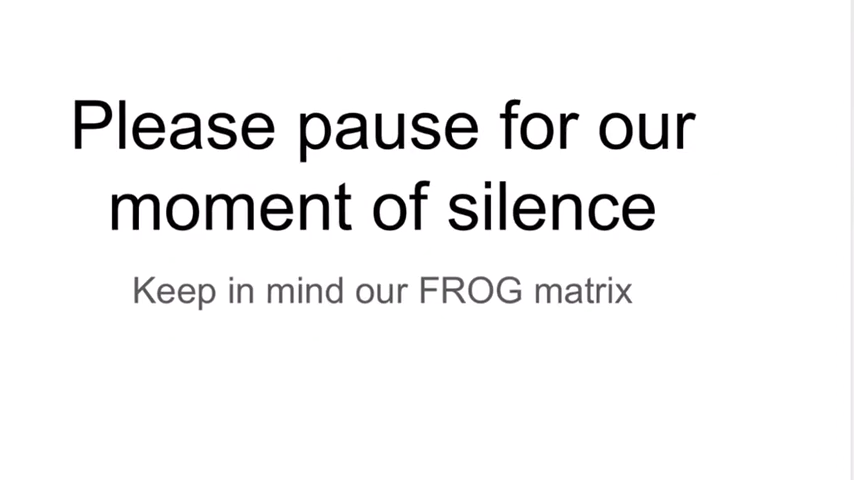 Please pause for our
moment of silence
Keep in mind our FROG matrix